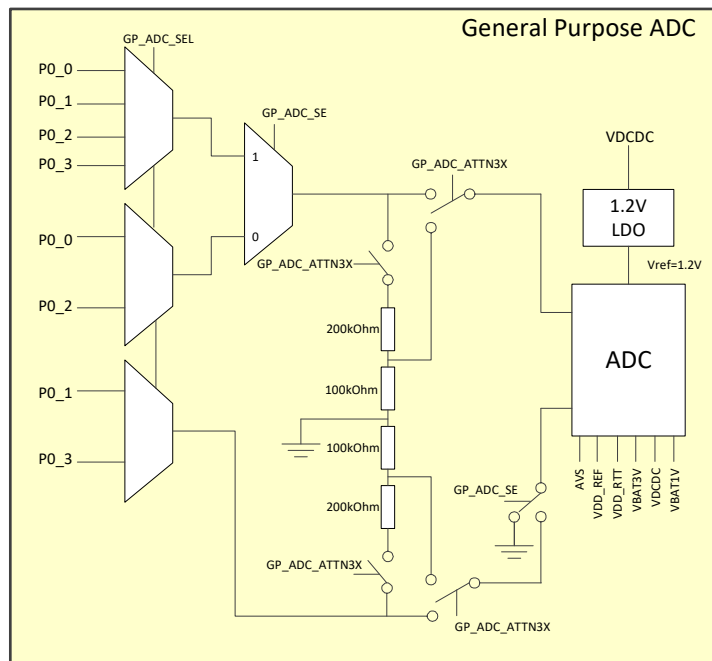 General Purpose ADC
GP_ADC_SEL
P0_0
P0_1
P0_2
P0_3
GP_ADC_SE
1
0
P0_0
P0_2
P0_1
P0_3
GP_ADC_ATTN3X
GP_ADC_ATTN3X
200kOhm
100kOhm
100kOhm
200kOhm
GP_ADC_ATTN3X
GP_ADC_ATTN3X
GP_ADC_SE
VDCDC
1.2V
LDO
Vref=1.2V
ADC
AVS
VDD_REF
VDD_RTT
VBAT3V
VDCDC
VBAT1V